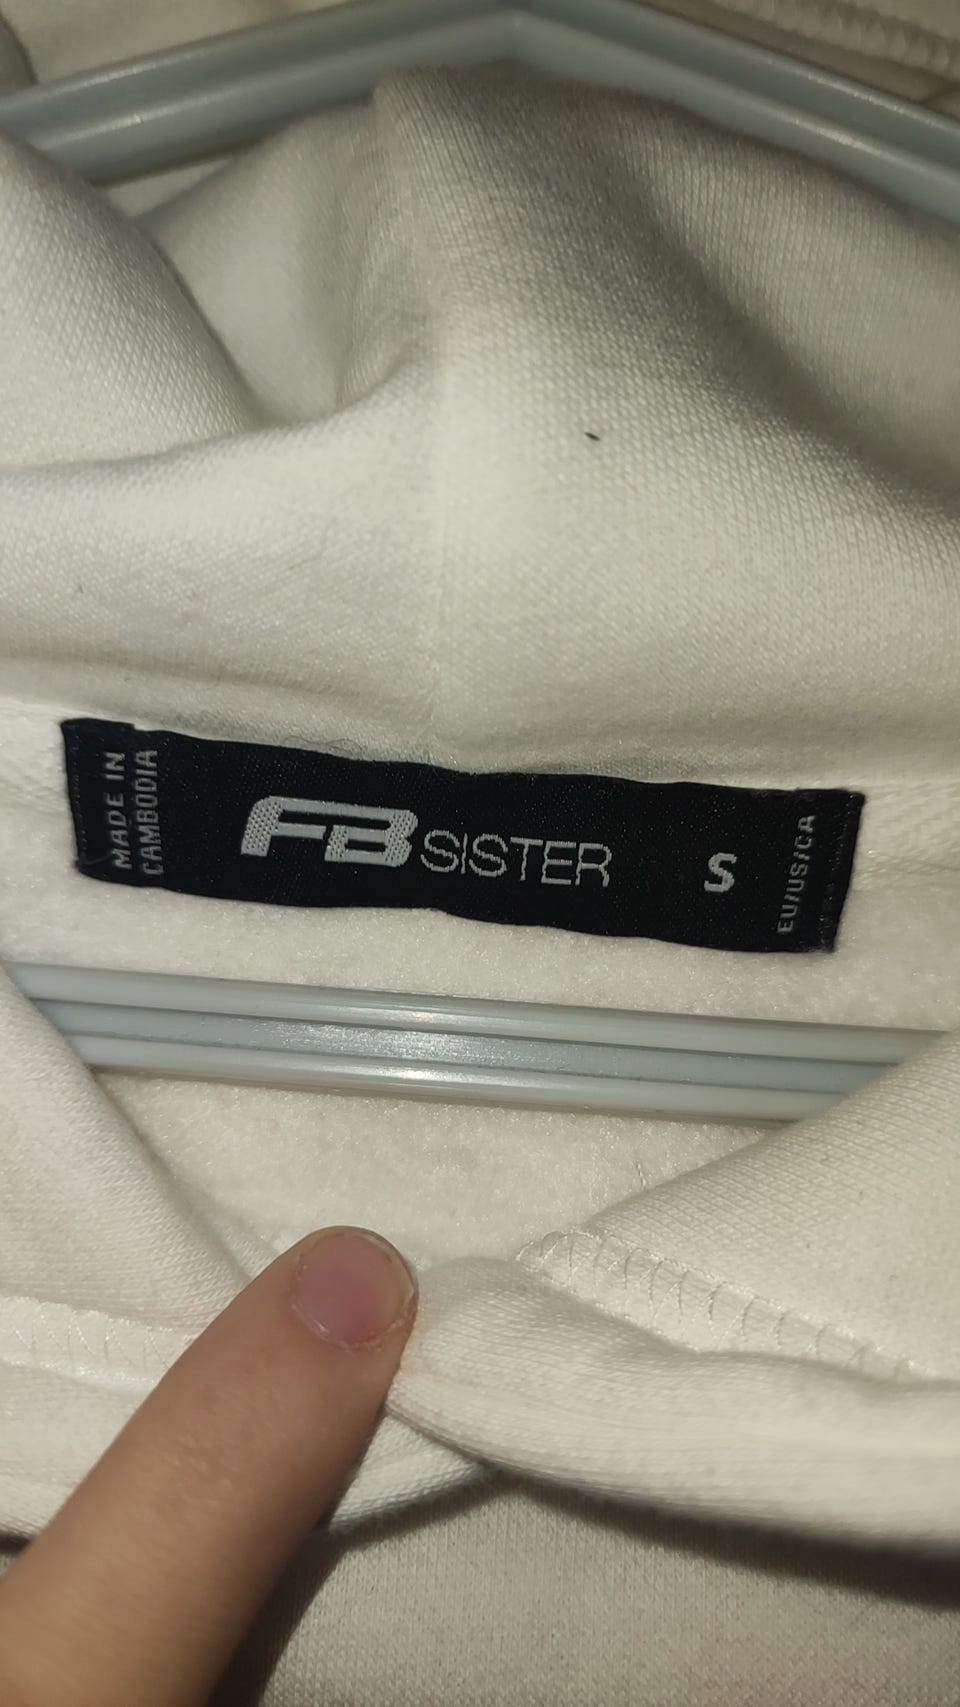 MADE IN
CAMBODIA
FB SISTER
S
EU/US/CA